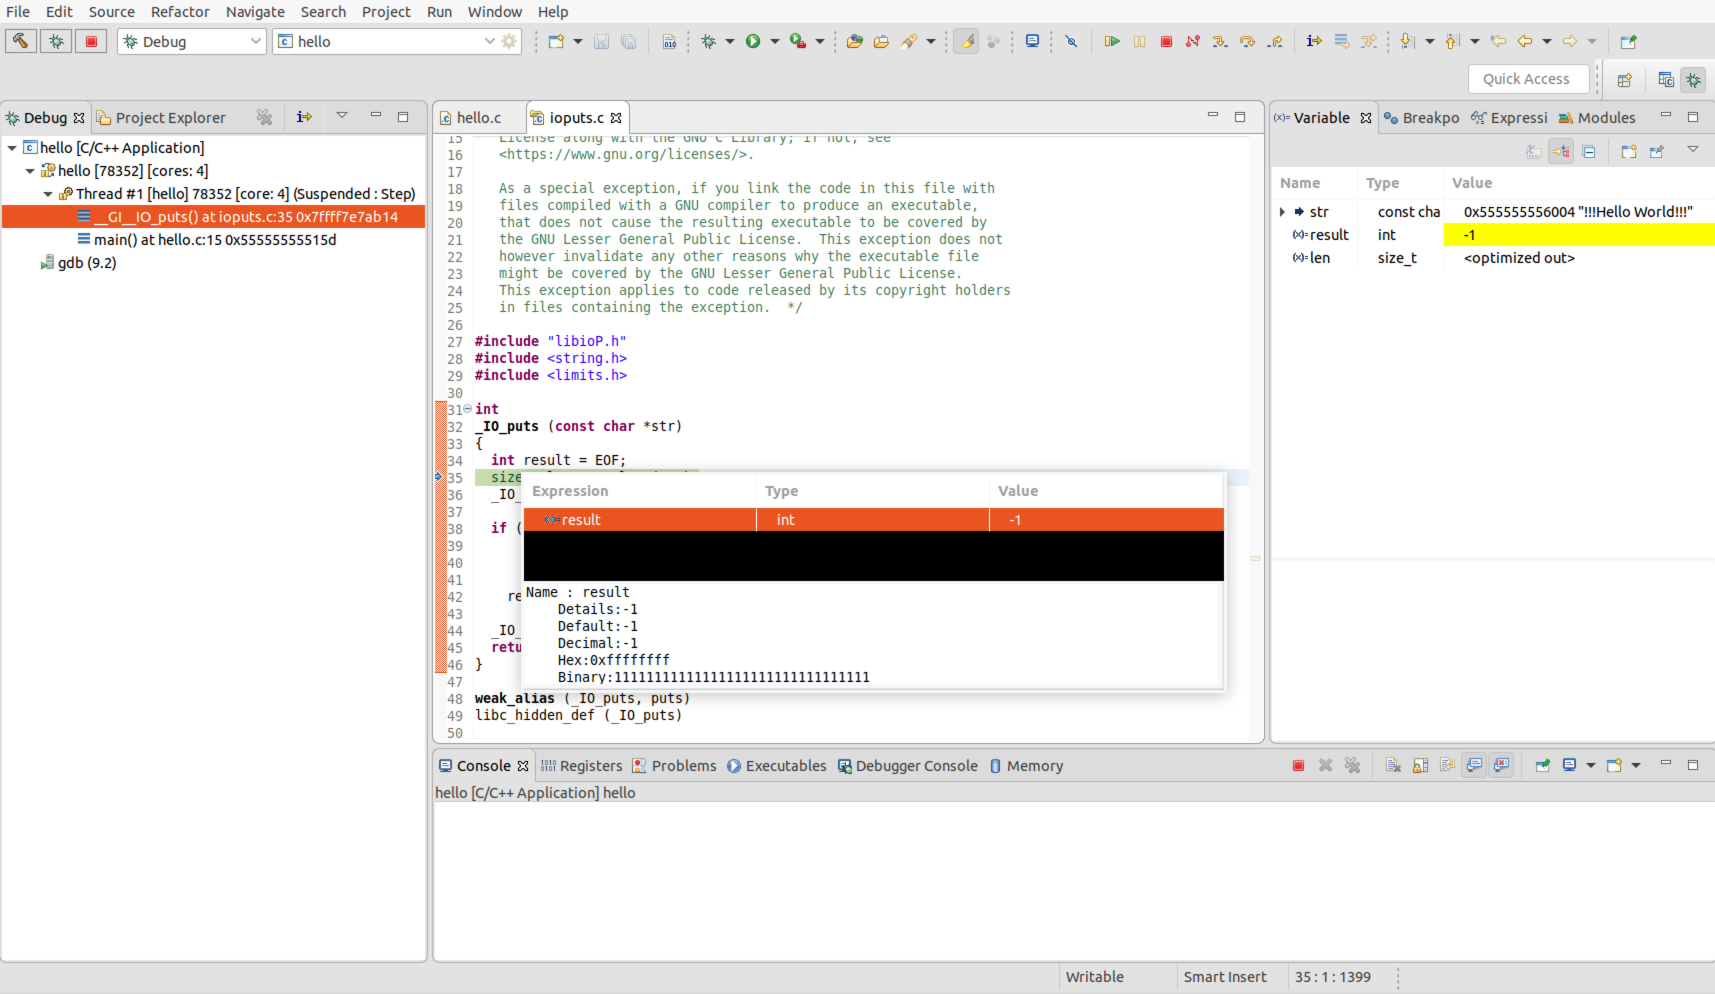 File Edit Source Refactor Navigate Search Project Run Window Help
Debug hello
Quick Access
Debug Project Explorer
hello [C/C++ Application]
hello [78352] [cores: 4]
Thread #1 [hello] 78352 [core: 4] (Suspended : Step)
__GI__IO_puts() at ioputs.c:35 0x7ffff7e7ab14
main() at hello.c:15 0x55555555515d
gdb (9.2)
hello.c ioputs.c
15 License along with the GNU C Library; if not, see
16 <https://www.gnu.org/licenses/>.
17
18 As a special exception, if you link the code in this file with
19 files compiled with a GNU compiler to produce an executable,
20 that does not cause the resulting executable to be covered by
21 the GNU Lesser General Public License. This exception does not
22 however invalidate any other reasons why the executable file
23 might be covered by the GNU Lesser General Public License.
24 This exception applies to code released by its copyright holders
25 in files containing the exception. */
26
27 #include "libioP.h"
28 #include <string.h>
29 #include <limits.h>
30
31 int
32 _IO_puts (const char *str)
33 {
34 int result = EOF;
35 size
36 _IO_
37
38 if (
39
40
41
42 re
43
44 _IO_
45 retu
46 }
47
48 weak_alias (_IO_puts, puts)
49 libc_hidden_def (_IO_puts)
50
Expression Type Value
(x)= result int -1
Name : result
Details:-1
Default:-1
Decimal:-1
Hex:0xffffffff
Binary:11111111111111111111111111111111
(x)= Variable Breakpo Expressi Modules
Name Type Value
str const cha 0x555555556004 "!!!Hello World!!!"
(x)= result int -1
(x)= len size_t <optimized out>
Console Registers Problems Executables Debugger Console Memory
hello [C/C++ Application] hello
Writable Smart Insert 35 : 1 : 1399